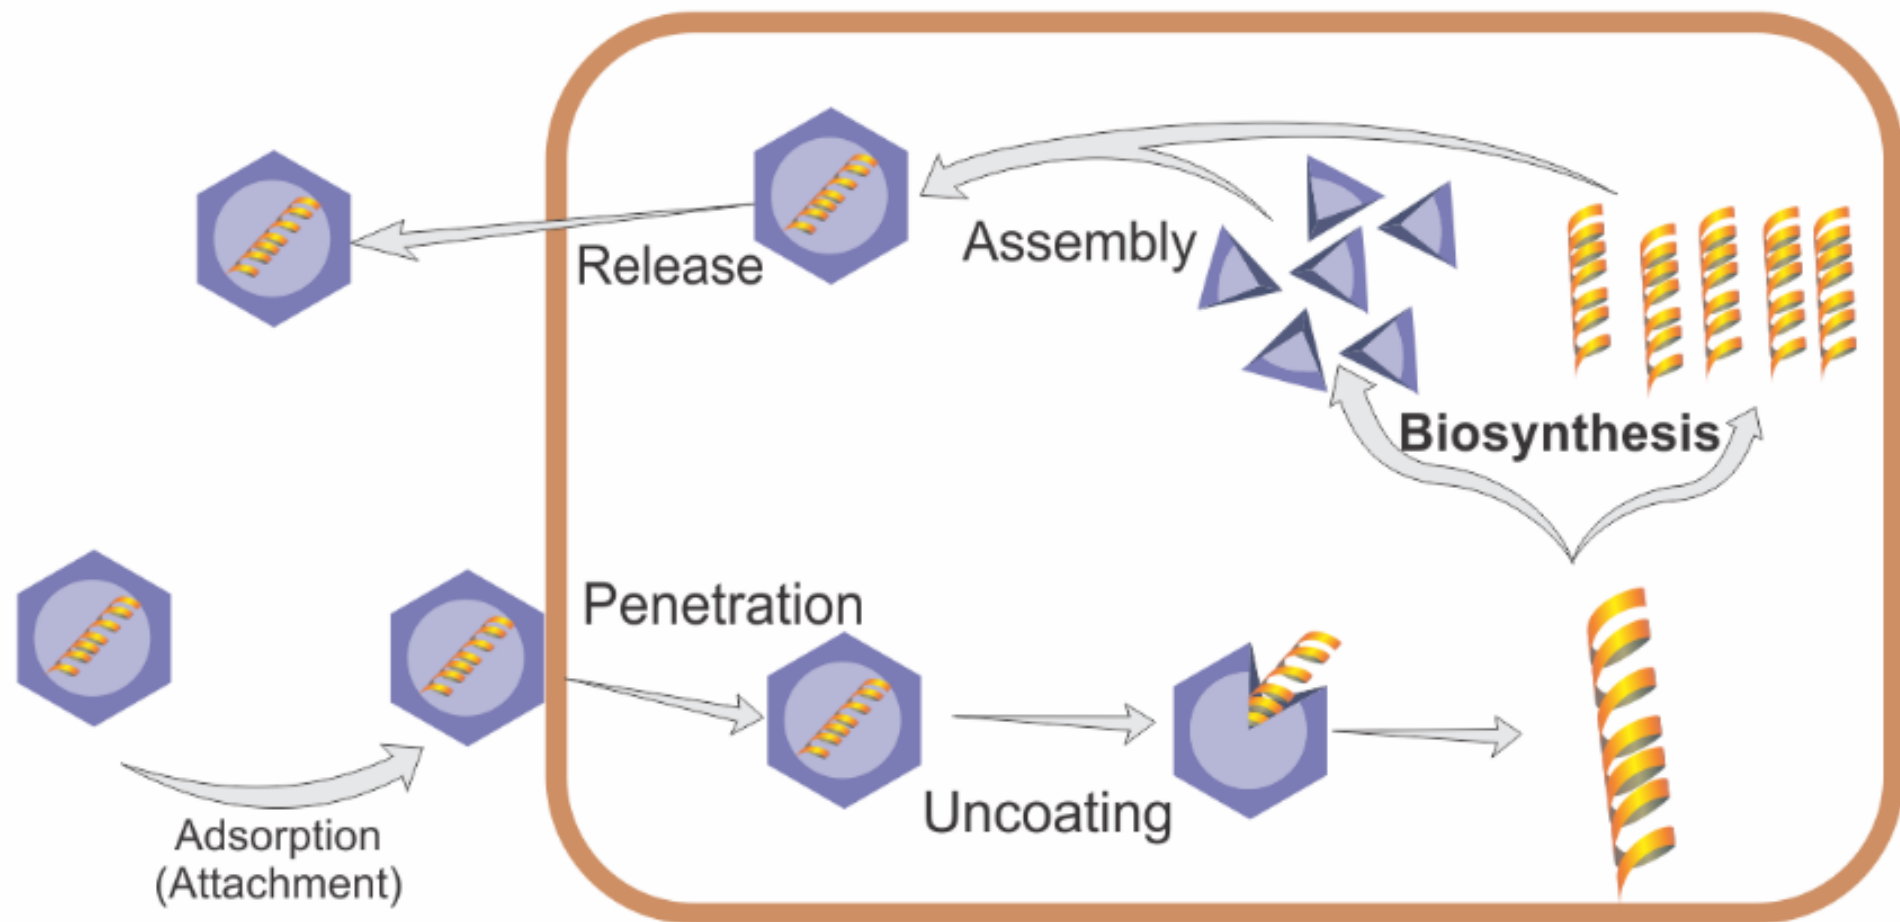 Assembly
Release
Biosynthesis
Penetration
Uncoating
Adsorption
(Attachment)